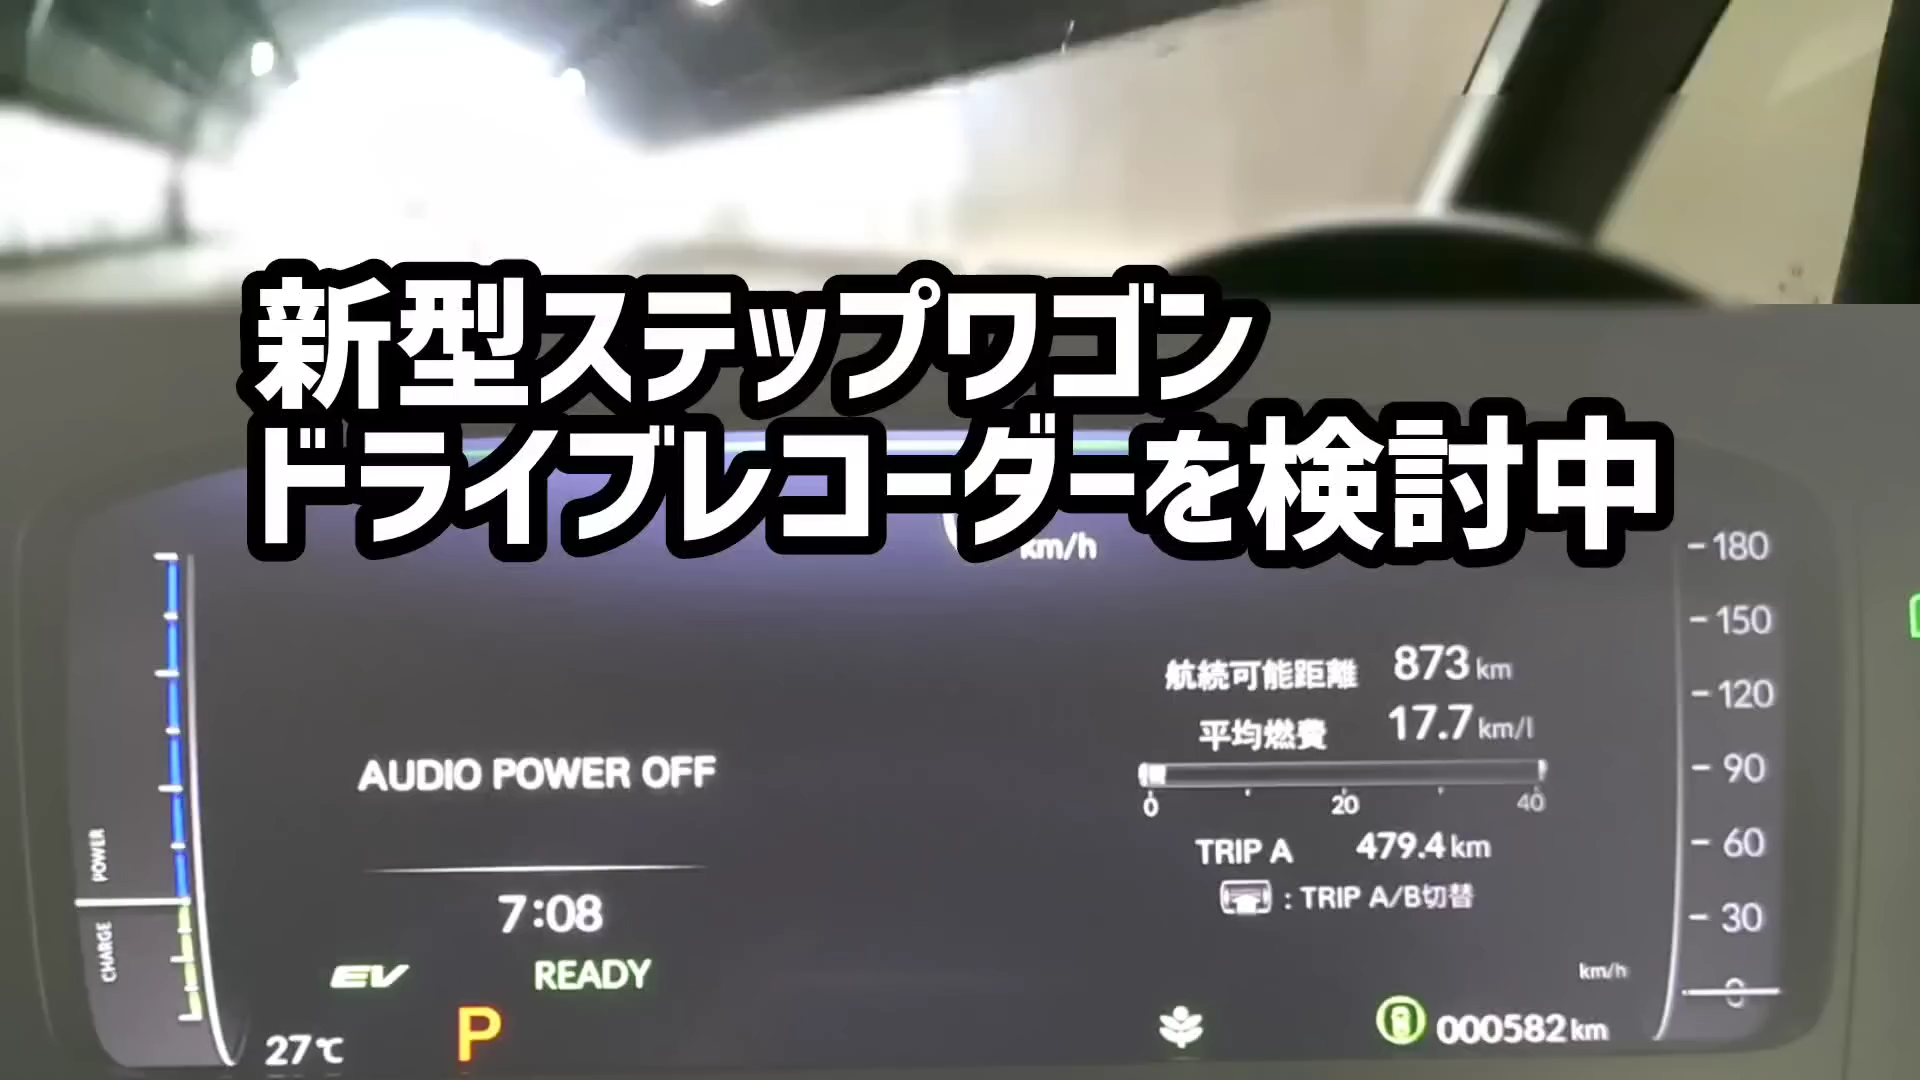 新型ステップワゴン
ドライブレコーダーを検討中
km/h
180
150
120
90
60
30
0
km/h
航続可能距離 873 km
平均燃費 17.7 km/l
0 20 40
TRIP A 479.4 km
: TRIP A/B切替
AUDIO POWER OFF
7:08
EV READY
P
27℃
000582 km
POWER
CHARGE